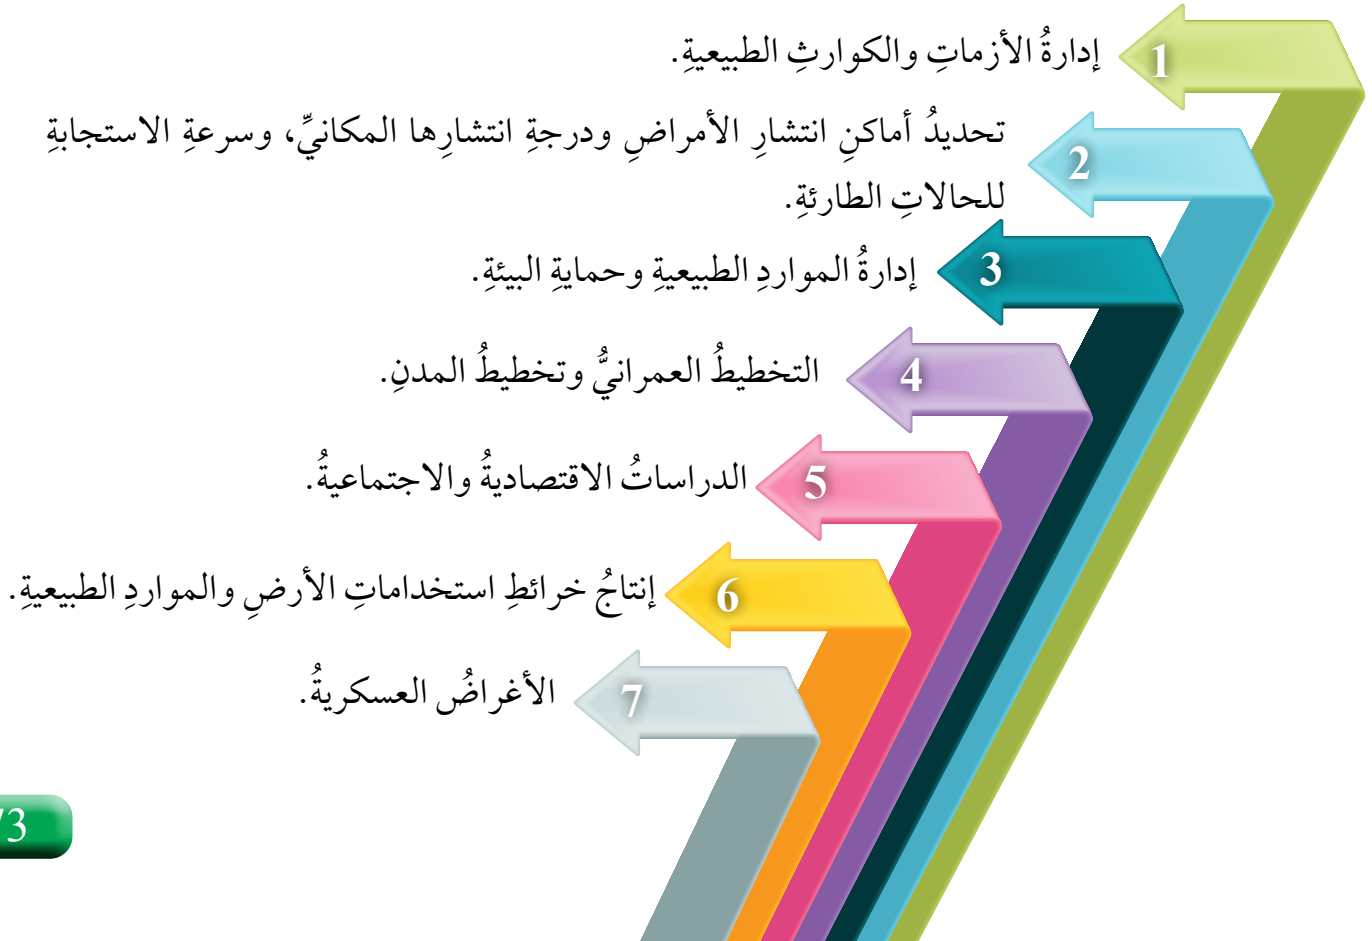 1 إدارةُ الأزماتِ والكوارثِ الطبيعيةِ.
2 تحديدُ أماكنِ انتشارِ الأمراضِ ودرجةِ انتشارِها المكانيِّ، وسرعةِ الاستجابةِ
للحالاتِ الطارئةِ.
3 إدارةُ المواردِ الطبيعيةِ وحمايةِ البيئةِ.
4 التخطيطُ العمرانيُّ وتخطيطُ المدنِ.
5 الدراساتُ الاقتصاديةُ والاجتماعيةُ.
6 إنتاجُ خرائطِ استخداماتِ الأرضِ والمواردِ الطبيعيةِ.
7 الأغراضُ العسكريةُ.